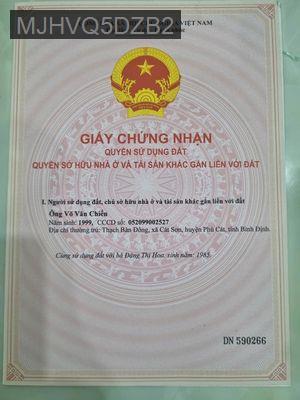 MJHVQ5DZB2
VIỆT NAM
GIẤY CHỨNG NHẬN
QUYỀN SỬ DỤNG ĐẤT
QUYỀN SỞ HỮU NHÀ Ở VÀ TÀI SẢN KHÁC GẮN LIỀN VỚI ĐẤT
I. Người sử dụng đất, chủ sở hữu nhà ở và tài sản khác gắn liền với đất
Ông Võ Văn Chiến
Năm sinh: 1999, CCCD số: 052099002527
Địa chỉ thường trú: Thạch Bàn Đông, xã Cát Sơn, huyện Phù Cát, tỉnh Bình Định.
Cùng sử dụng đất với bà Đặng Thị Hoa, sinh năm: 1985.
DN 590266